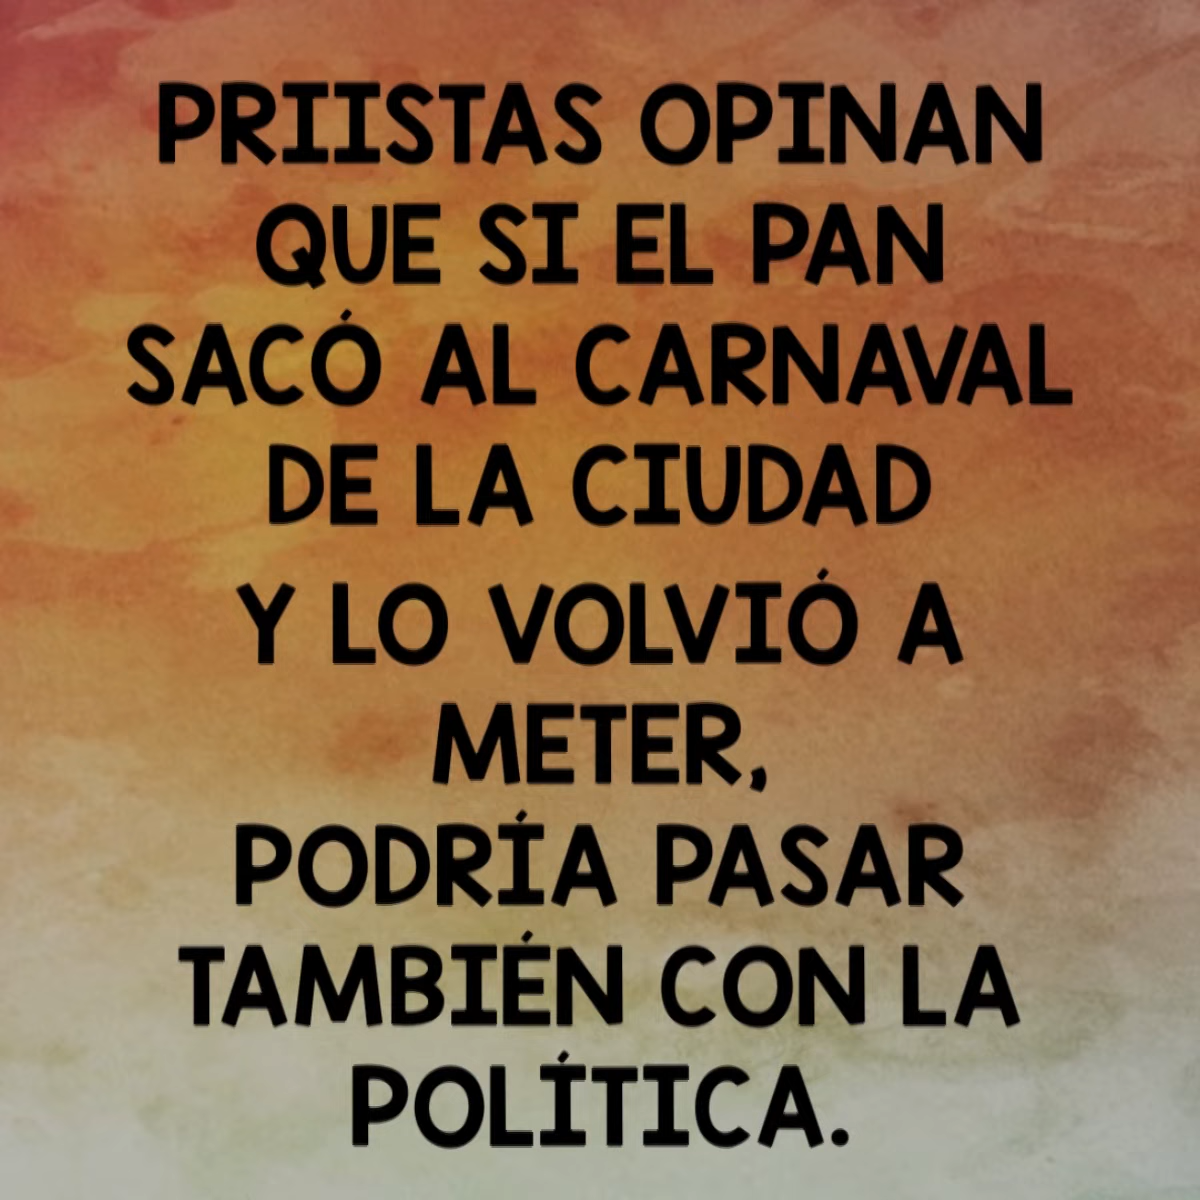 PRIISTAS OPINAN
QUE SI EL PAN
SACÓ AL CARNAVAL
DE LA CIUDAD
Y LO VOLVIÓ A
METER,
PODRÍA PASAR
TAMBIÉN CON LA
POLÍTICA.